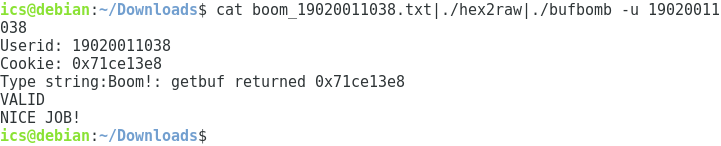 ics@debian:~/Downloads$ cat boom_19020011038.txt|./hex2raw|./bufbomb -u 19020011
038
Userid: 19020011038
Cookie: 0x71ce13e8
Type string:Boom!: getbuf returned 0x71ce13e8
VALID
NICE JOB!
ics@debian:~/Downloads$